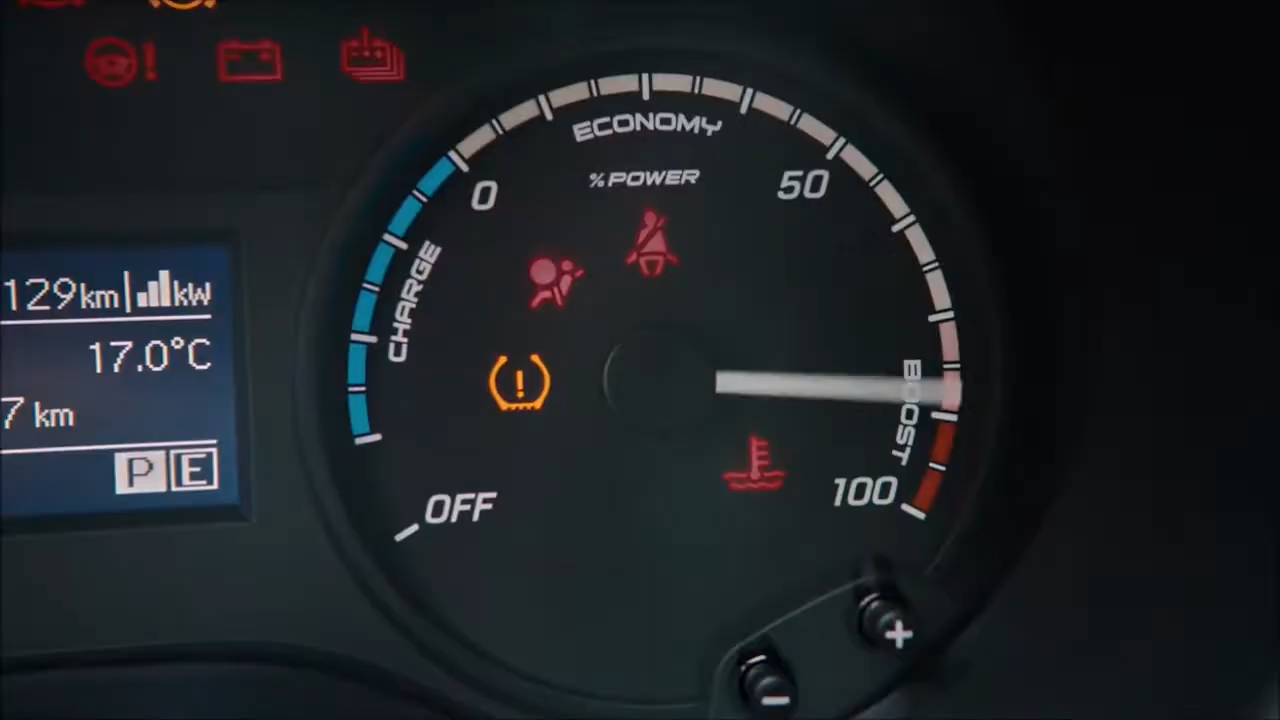 129km kW
17.0°C
7 km
P E
ECONOMY
% POWER
0
50
CHARGE
BOOST
100
OFF
+
-